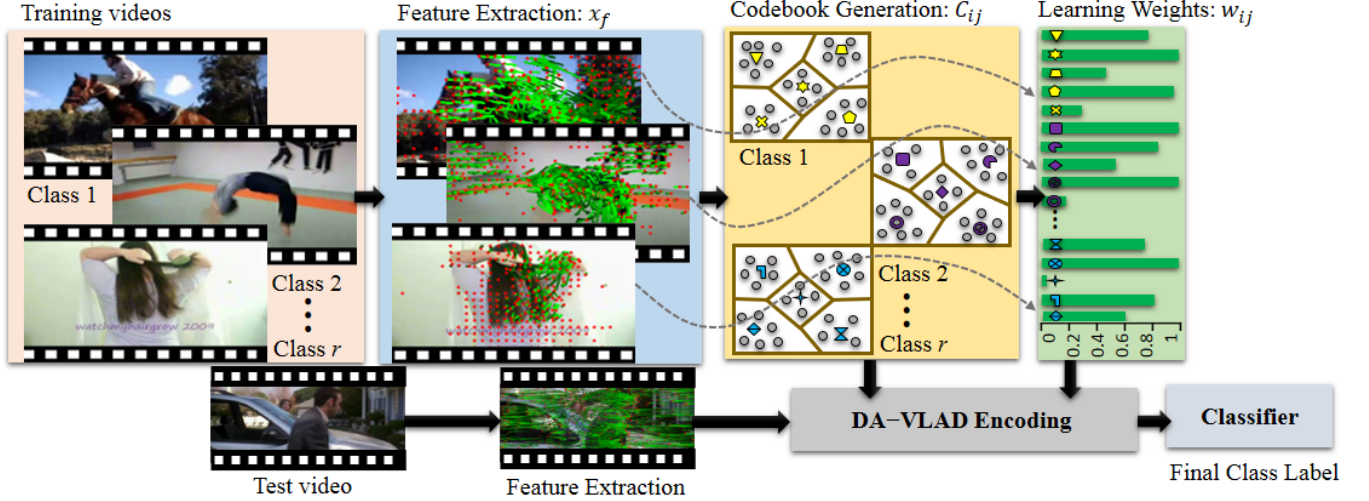 Training videos
Feature Extraction: x_f
Codebook Generation: C_ij
Learning Weights: w_ij
Class 1
Class 1
watchmyhairgrow 2009
Class 2
Class r
Class 2
Class r
0
0.2
0.4
0.6
0.8
1
DA−VLAD Encoding
Classifier
Test video
Feature Extraction
Final Class Label